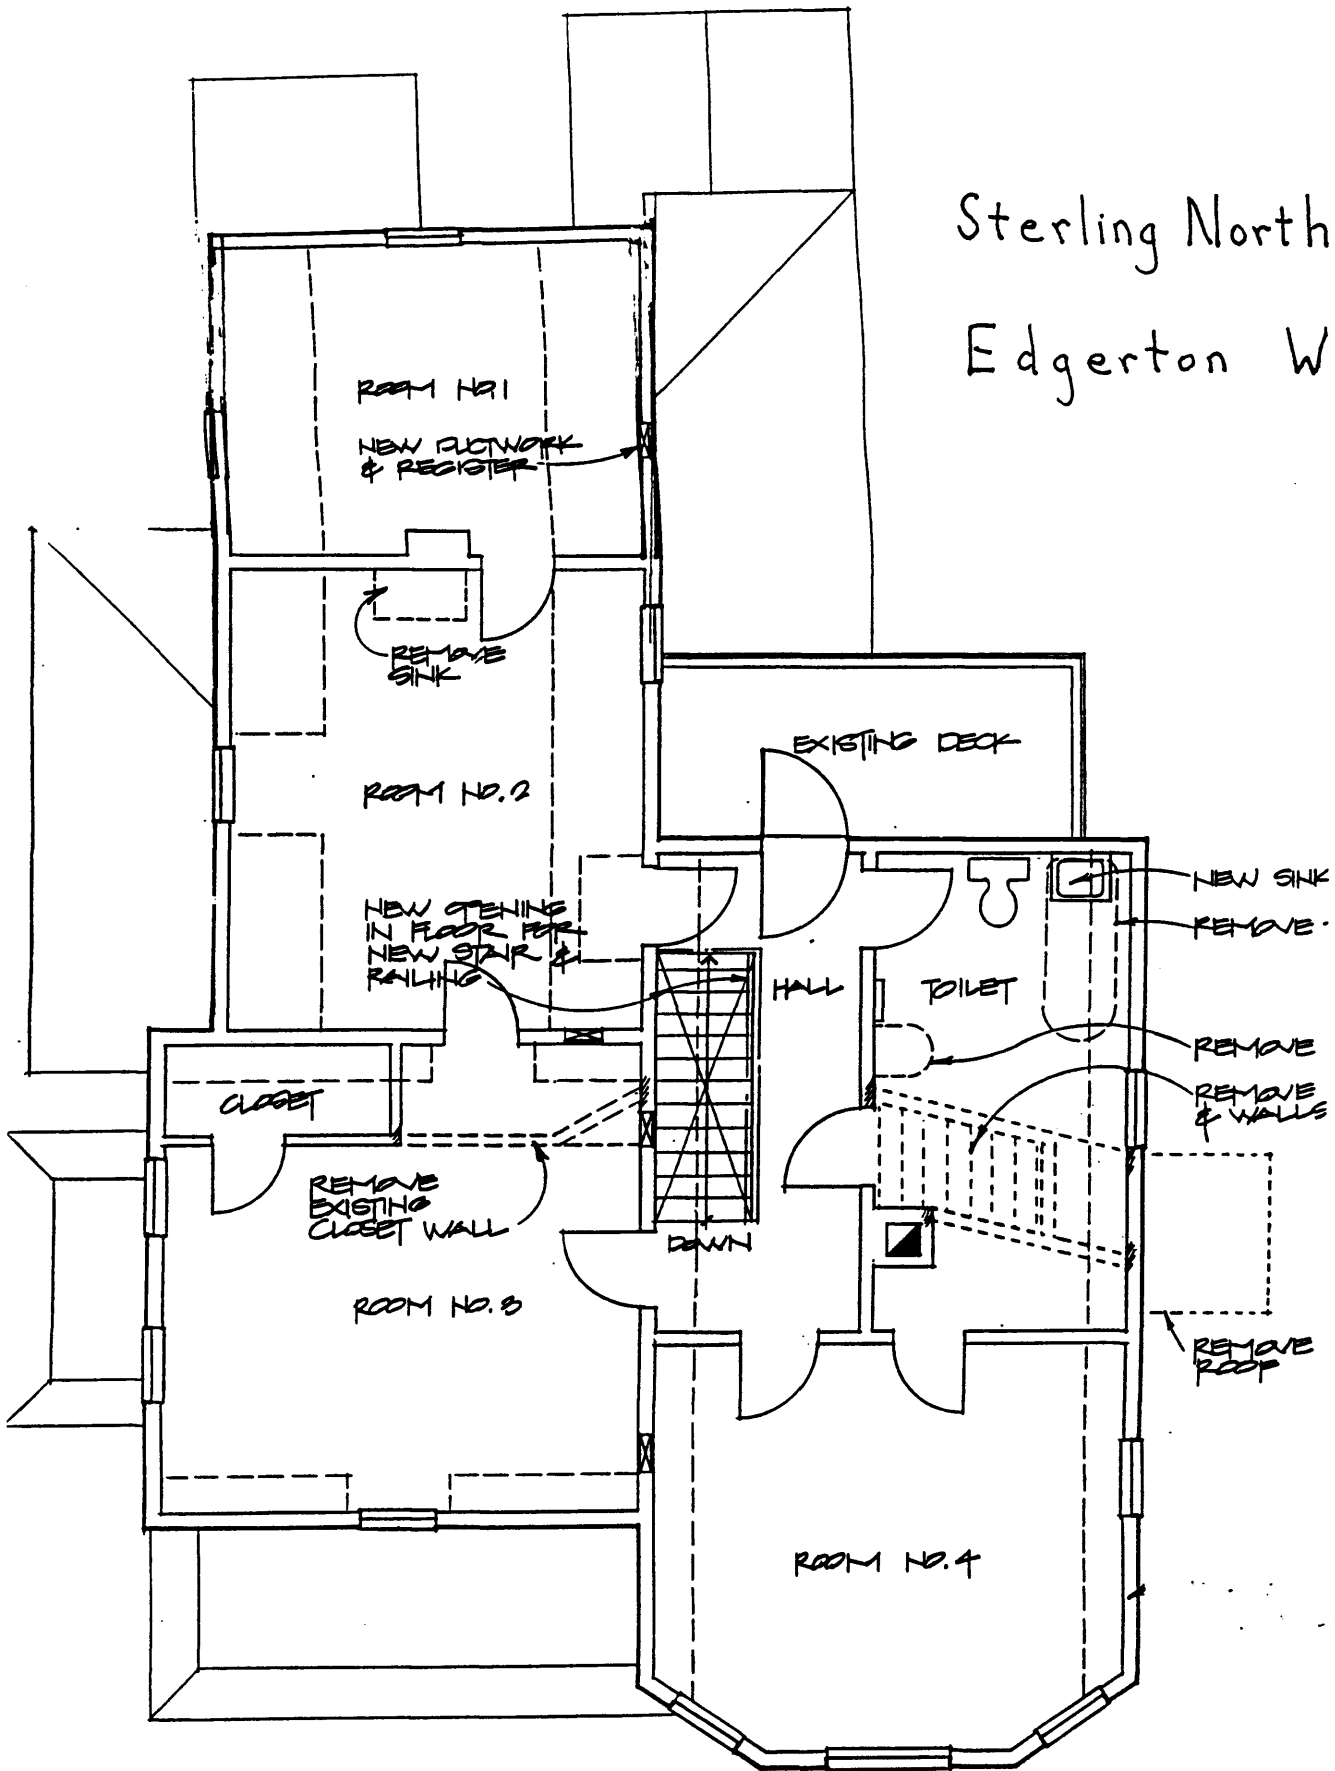 Sterling North
Edgerton W
ROOM NO.1
NEW DUCTWORK
& REGISTER
REMOVE
SINK
EXISTING DECK
ROOM NO.2
NEW SINK
REMOVE
NEW OPENING
IN FLOOR FOR
NEW STAIR &
RAILING
HALL
TOILET
REMOVE
REMOVE
& WALLS
CLOSET
REMOVE
EXISTING
CLOSET WALL
DOWN
ROOM NO.3
REMOVE
ROOF
ROOM NO.4